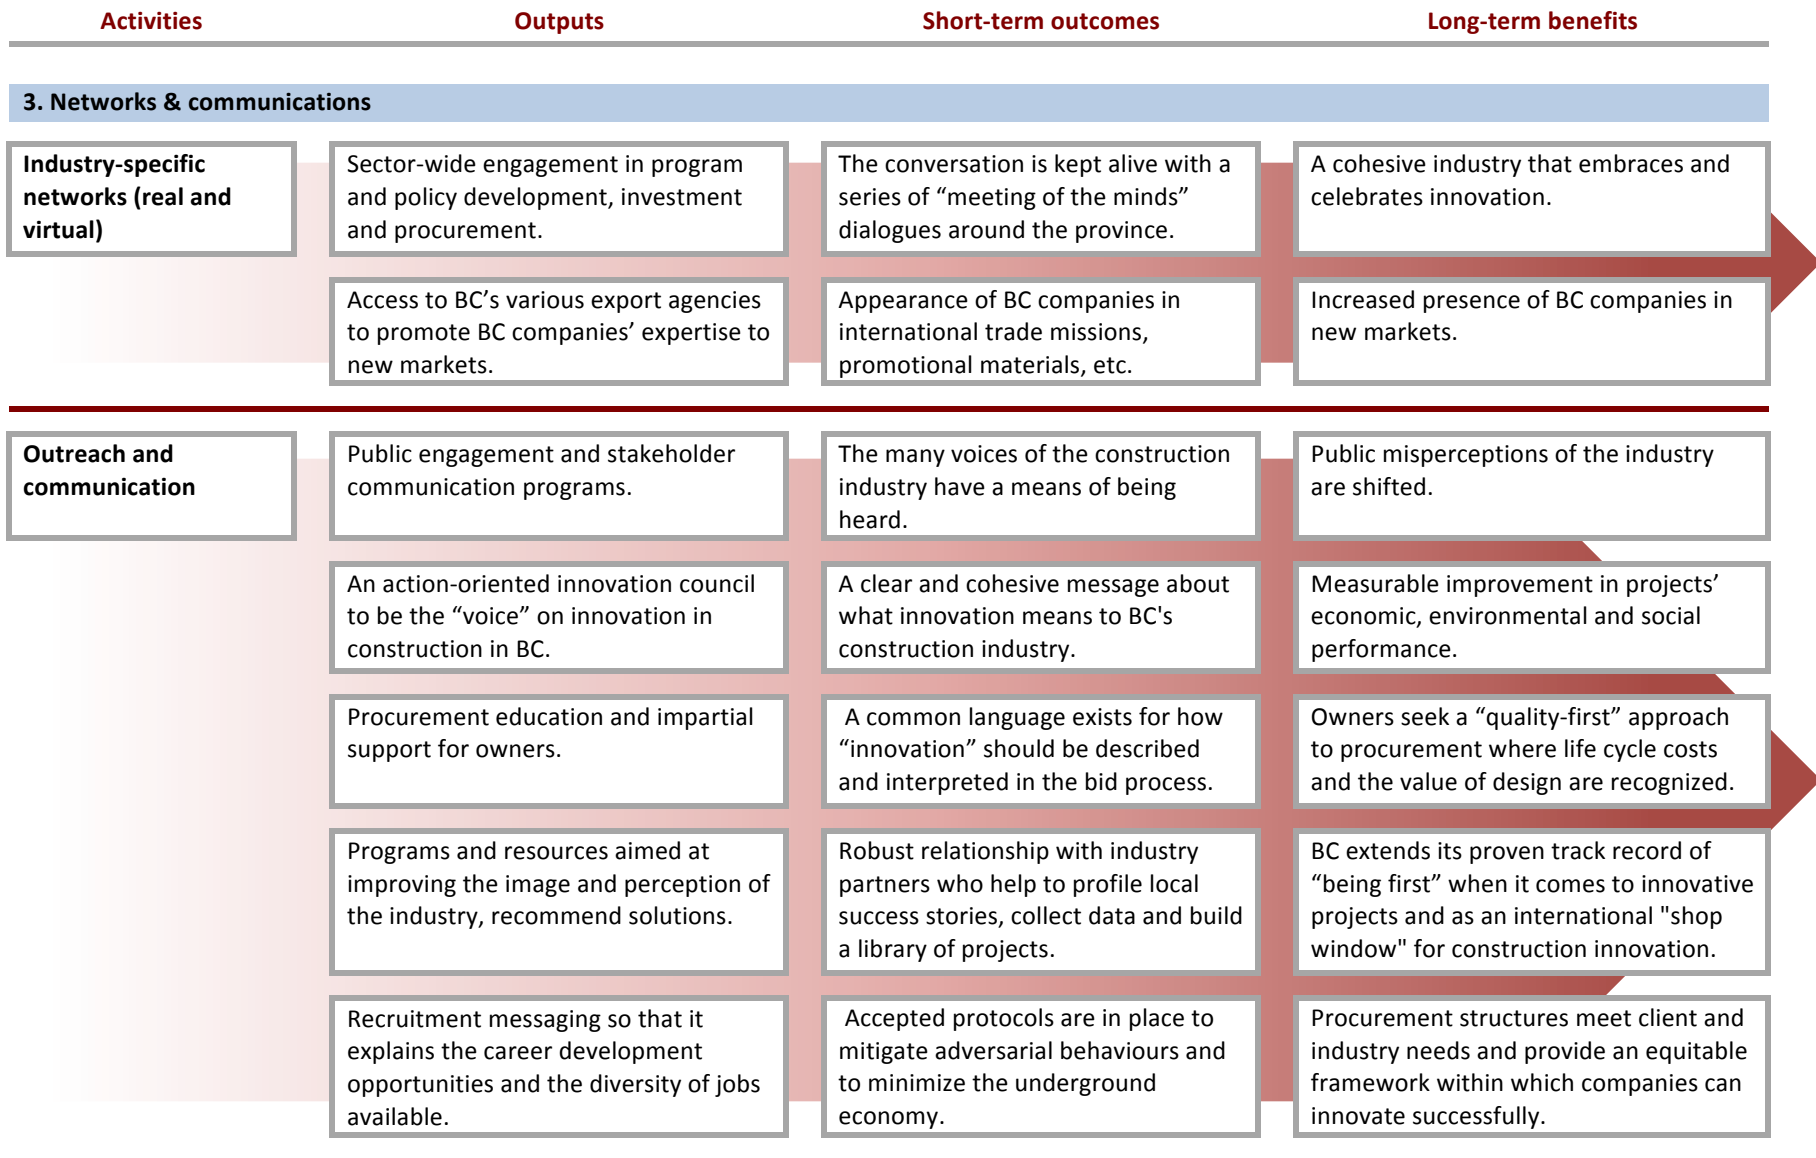 Activities
Outputs
Short-term outcomes
Long-term benefits
3. Networks & communications
Industry-specific
networks (real and
virtual)
Sector-wide engagement in program
and policy development, investment
and procurement.
The conversation is kept alive with a
series of “meeting of the minds”
dialogues around the province.
A cohesive industry that embraces and
celebrates innovation.
Access to BC’s various export agencies
to promote BC companies’ expertise to
new markets.
Appearance of BC companies in
international trade missions,
promotional materials, etc.
Increased presence of BC companies in
new markets.
Outreach and
communication
Public engagement and stakeholder
communication programs.
The many voices of the construction
industry have a means of being
heard.
Public misperceptions of the industry
are shifted.
An action-oriented innovation council
to be the “voice” on innovation in
construction in BC.
A clear and cohesive message about
what innovation means to BC's
construction industry.
Measurable improvement in projects’
economic, environmental and social
performance.
Procurement education and impartial
support for owners.
A common language exists for how
“innovation” should be described
and interpreted in the bid process.
Owners seek a “quality-first” approach
to procurement where life cycle costs
and the value of design are recognized.
Programs and resources aimed at
improving the image and perception of
the industry, recommend solutions.
Robust relationship with industry
partners who help to profile local
success stories, collect data and build
a library of projects.
BC extends its proven track record of
“being first” when it comes to innovative
projects and as an international "shop
window" for construction innovation.
Recruitment messaging so that it
explains the career development
opportunities and the diversity of jobs
available.
Accepted protocols are in place to
mitigate adversarial behaviours and
to minimize the underground
economy.
Procurement structures meet client and
industry needs and provide an equitable
framework within which companies can
innovate successfully.